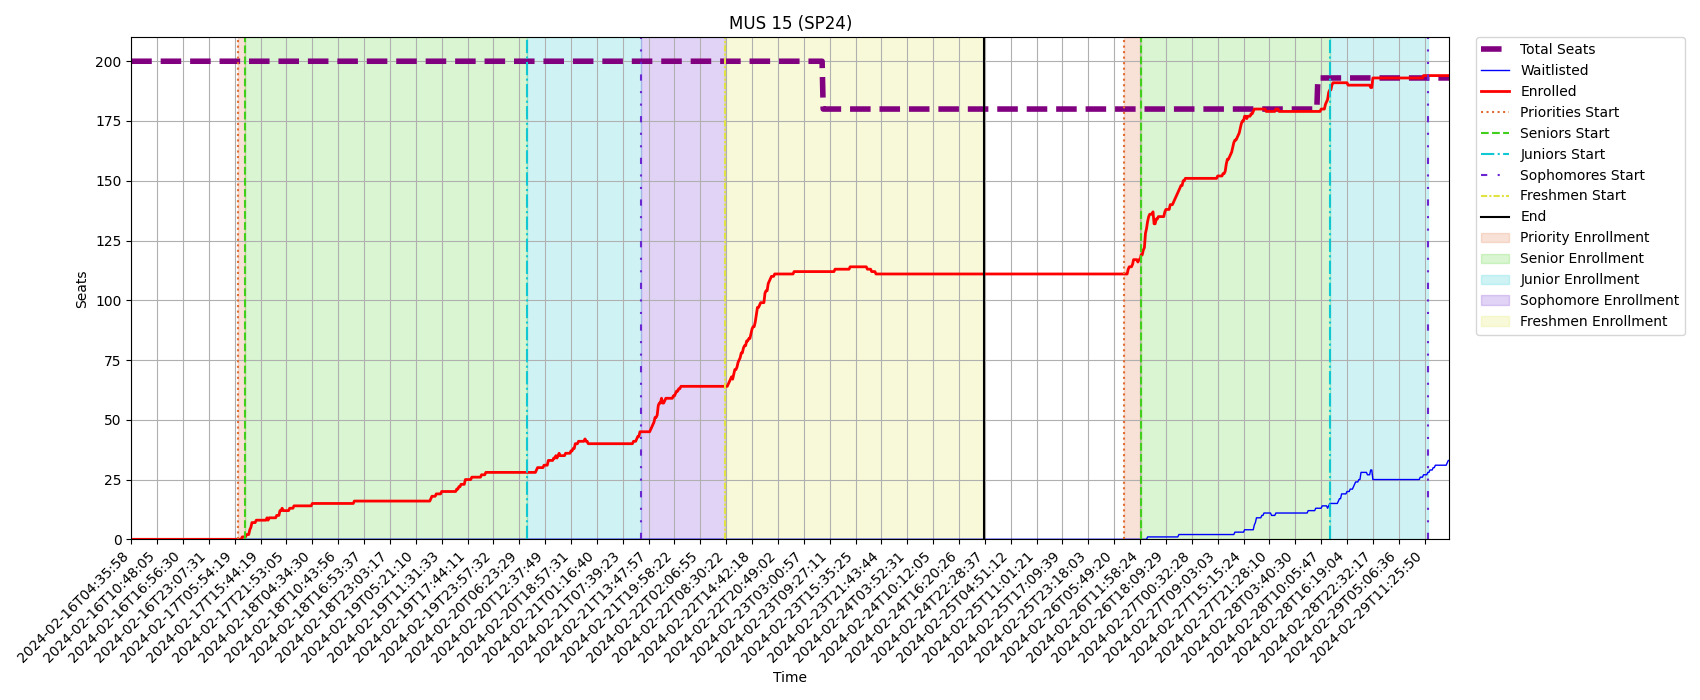 MUS 15 (SP24)
Seats
200
175
150
125
100
75
50
25
0
2024-02-16T04:35:58
2024-02-16T10:48:05
2024-02-16T16:56:30
2024-02-16T23:07:31
2024-02-17T05:54:19
2024-02-17T15:44:19
2024-02-17T21:53:05
2024-02-18T04:34:30
2024-02-18T10:43:56
2024-02-18T16:53:37
2024-02-18T23:03:17
2024-02-19T05:21:10
2024-02-19T11:31:33
2024-02-19T17:44:11
2024-02-19T23:57:32
2024-02-20T06:23:29
2024-02-20T12:37:49
2024-02-20T18:57:31
2024-02-21T01:16:40
2024-02-21T07:39:23
2024-02-21T13:47:57
2024-02-21T19:58:22
2024-02-22T02:06:55
2024-02-22T08:30:22
2024-02-22T14:42:18
2024-02-22T20:49:02
2024-02-23T03:00:57
2024-02-23T09:27:11
2024-02-23T15:35:25
2024-02-23T21:43:44
2024-02-24T03:52:31
2024-02-24T10:12:05
2024-02-24T16:20:26
2024-02-24T22:28:37
2024-02-25T04:51:12
2024-02-25T11:01:21
2024-02-25T17:09:39
2024-02-25T23:18:03
2024-02-26T05:49:20
2024-02-26T11:58:24
2024-02-26T18:09:29
2024-02-27T00:32:28
2024-02-27T09:03:03
2024-02-27T15:15:24
2024-02-27T21:28:10
2024-02-28T03:40:30
2024-02-28T10:05:47
2024-02-28T16:19:04
2024-02-28T22:32:17
2024-02-29T05:06:36
2024-02-29T11:25:50
Time
Total Seats
Waitlisted
Enrolled
Priorities Start
Seniors Start
Juniors Start
Sophomores Start
Freshmen Start
End
Priority Enrollment
Senior Enrollment
Junior Enrollment
Sophomore Enrollment
Freshmen Enrollment